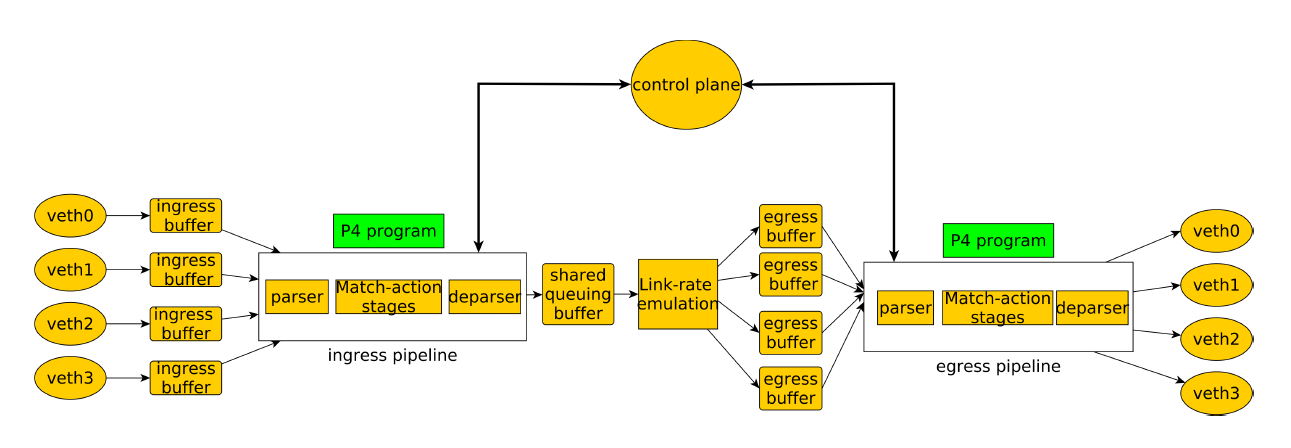 control plane
veth0
ingress
buffer
veth1
ingress
buffer
veth2
ingress
buffer
veth3
ingress
buffer
P4 program
parser
Match-action
stages
deparser
ingress pipeline
shared
queuing
buffer
Link-rate
emulation
egress
buffer
egress
buffer
egress
buffer
egress
buffer
P4 program
parser
Match-action
stages
deparser
egress pipeline
veth0
veth1
veth2
veth3